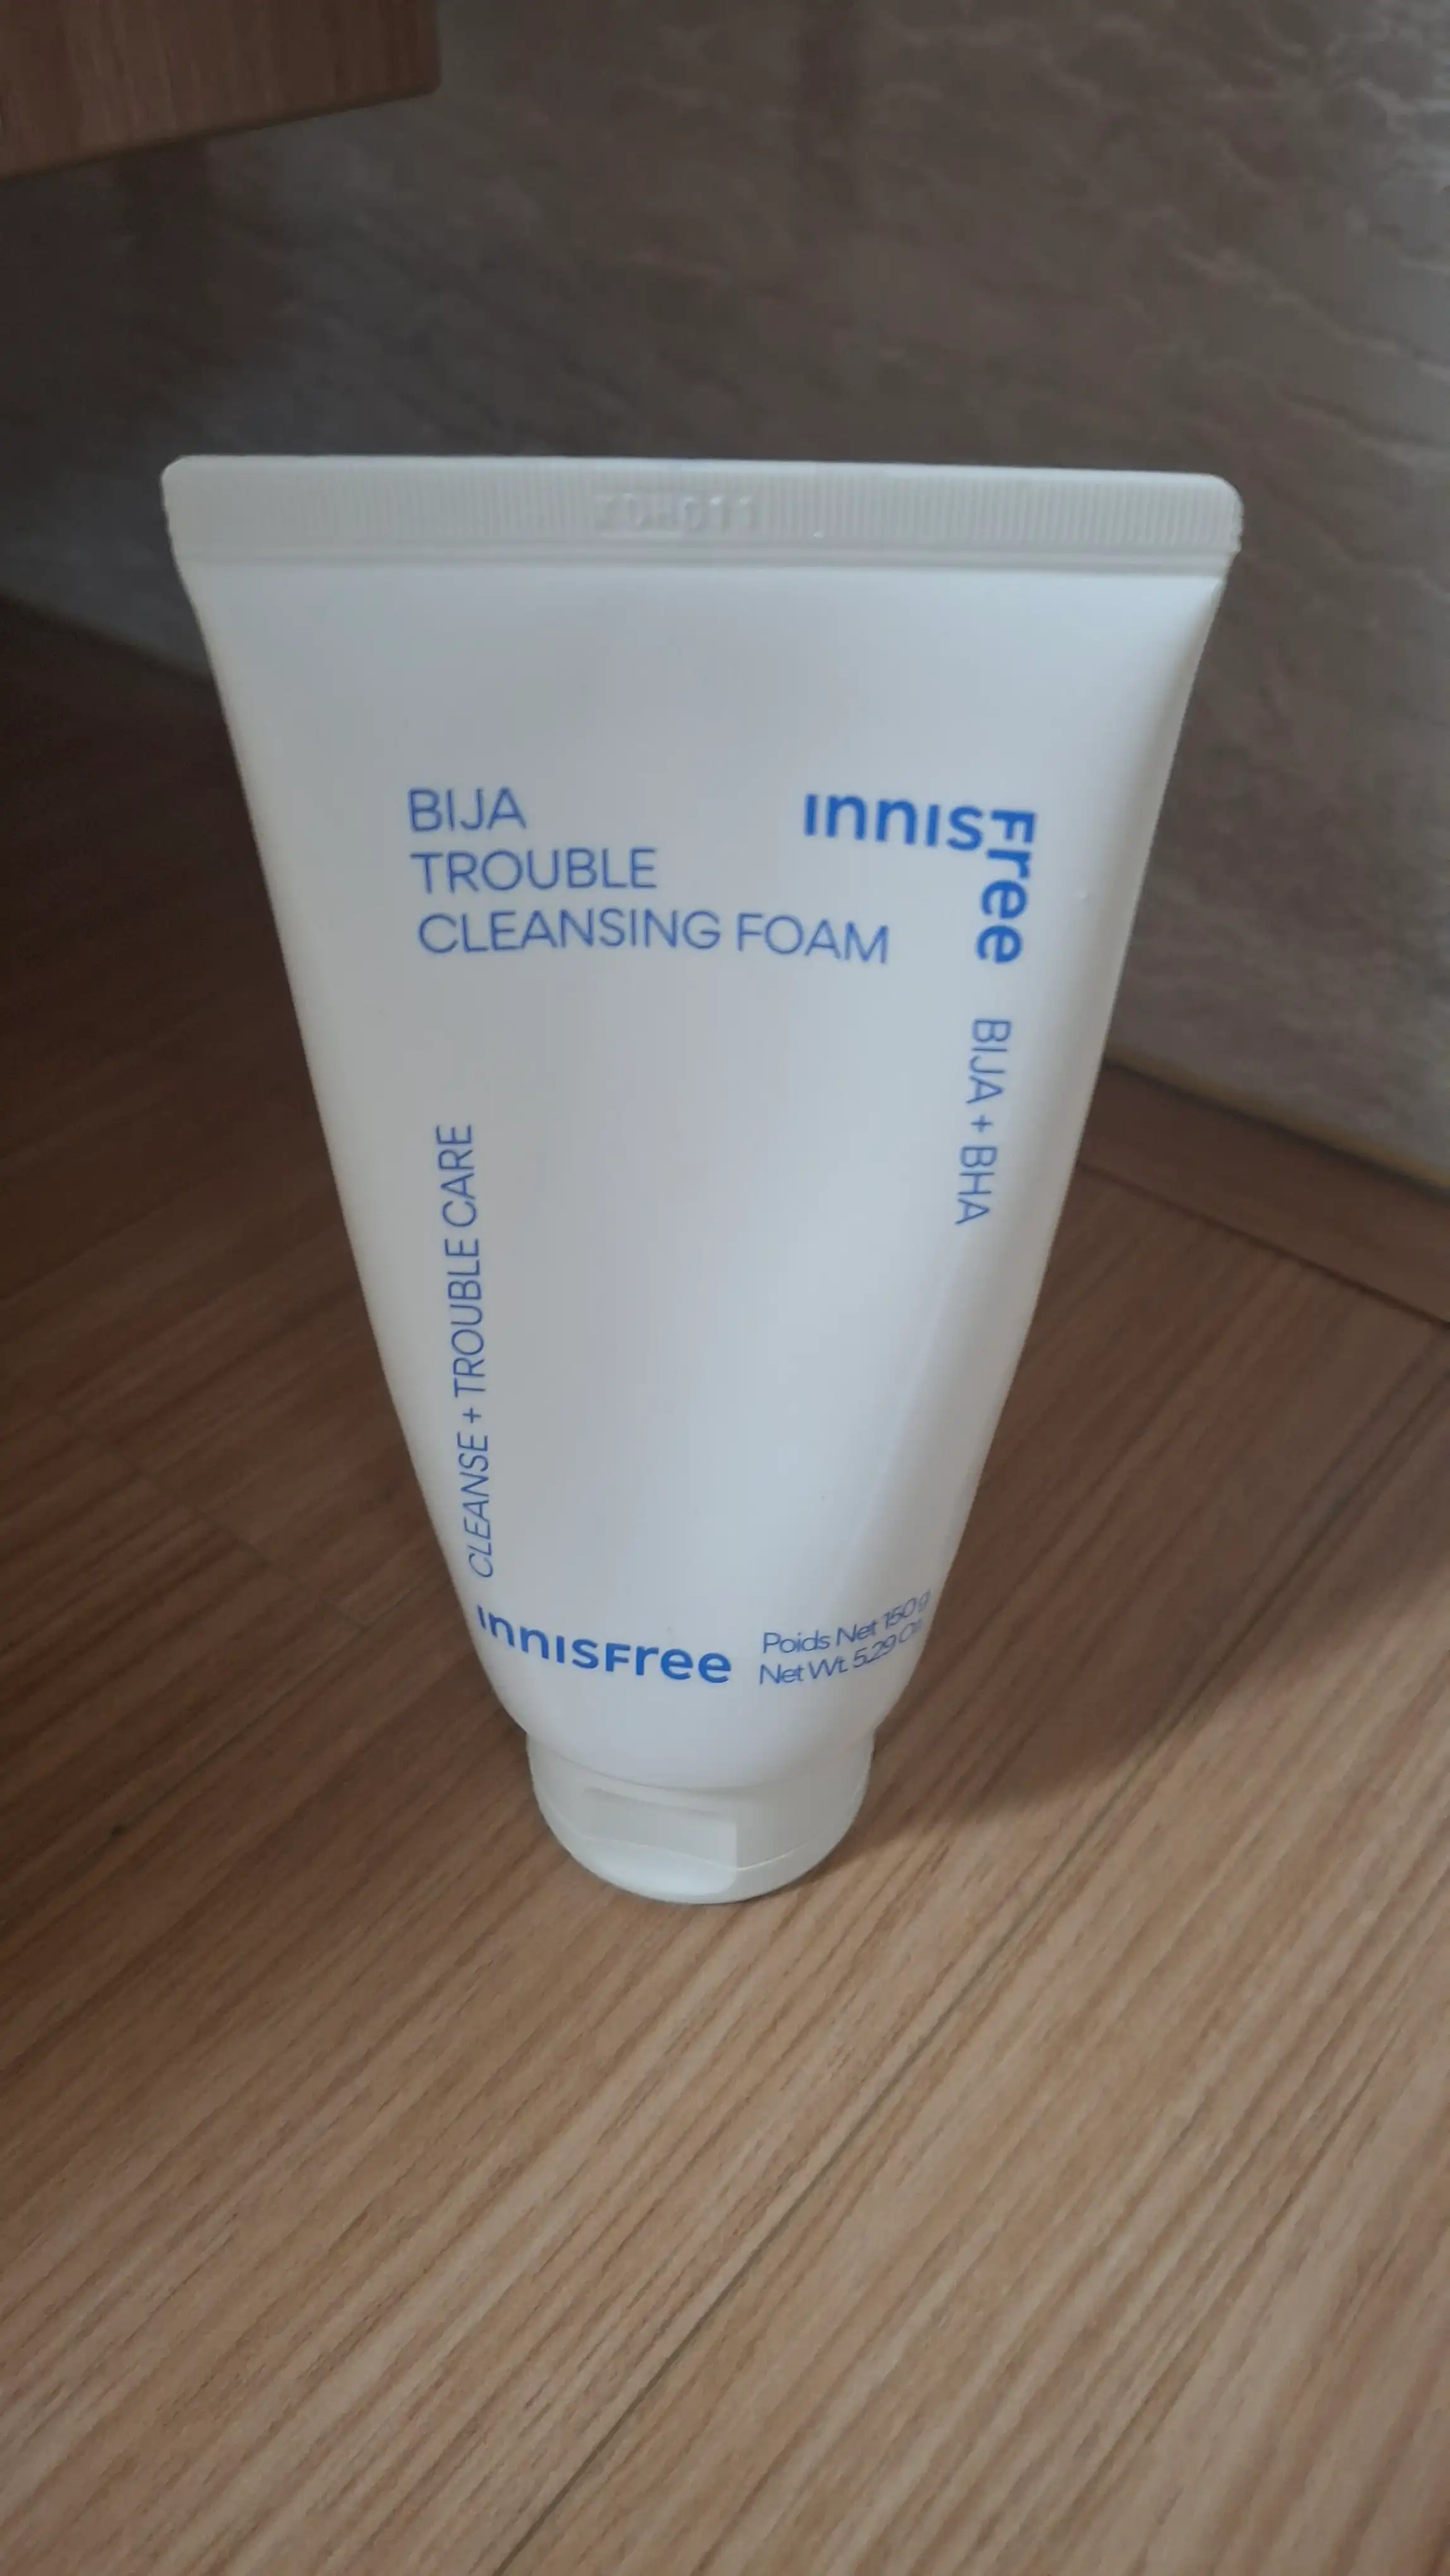 BIJA
TROUBLE
CLEANSING FOAM
INNISFree
BIJA + BHA
CLEANSE + TROUBLE CARE
INNISFree
Poids Net 150 g
Net Wt. 5.29 Oz.